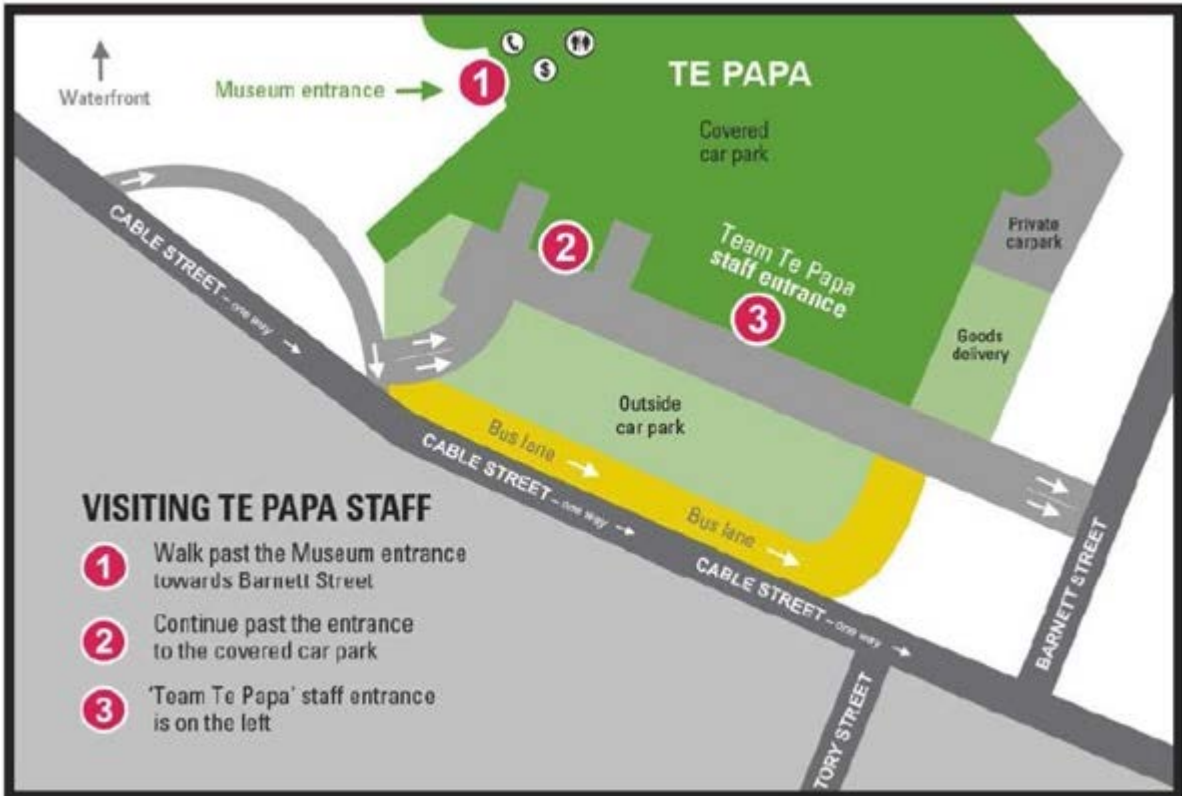 Waterfront
Museum entrance
1
$
TE PAPA
Covered
car park
Private
carpark
CABLE STREET – one way
2
Team Te Papa
staff entrance
3
Goods
delivery
Outside
car park
Bus lane
CABLE STREET – one way
Bus lane
CABLE STREET – one way
BARNETT STREET
TORY STREET
VISITING TE PAPA STAFF
1
Walk past the Museum entrance
towards Barnett Street
2
Continue past the entrance
to the covered car park
3
‘Team Te Papa’ staff entrance
is on the left